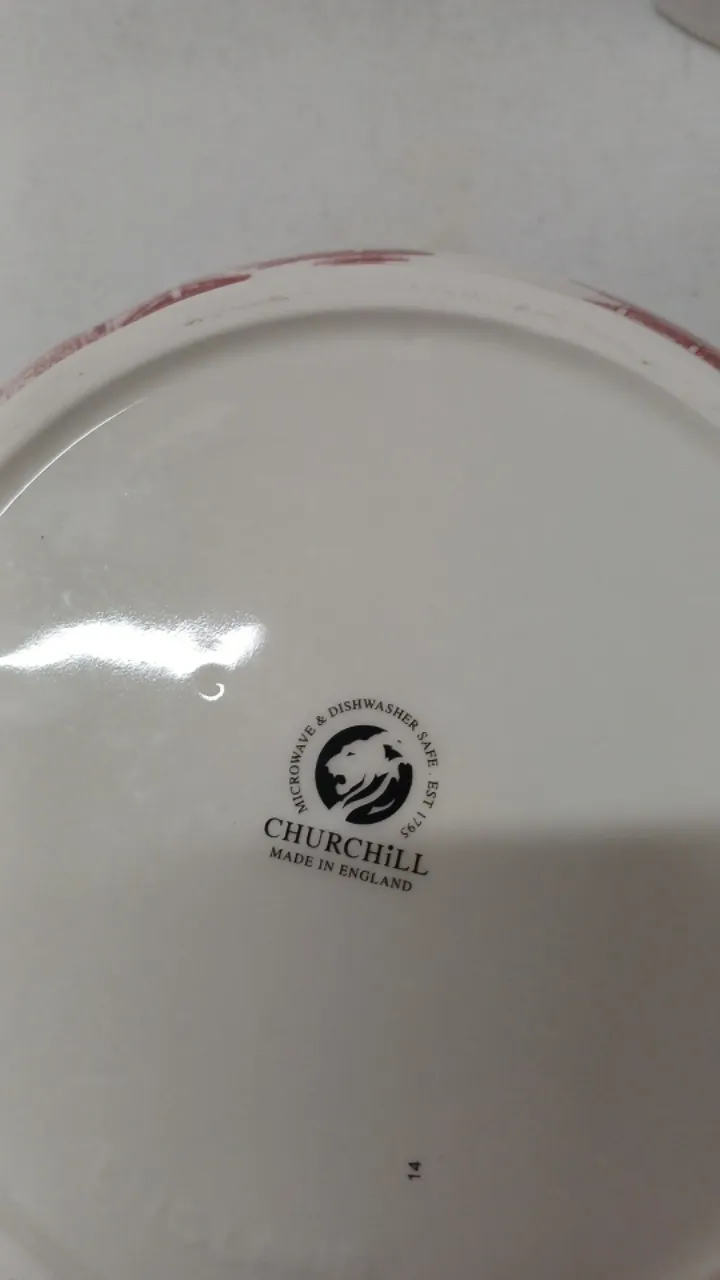 MICROWAVE & DISHWASHER SAFE . EST 1795
CHURCHiLL
MADE IN ENGLAND
14